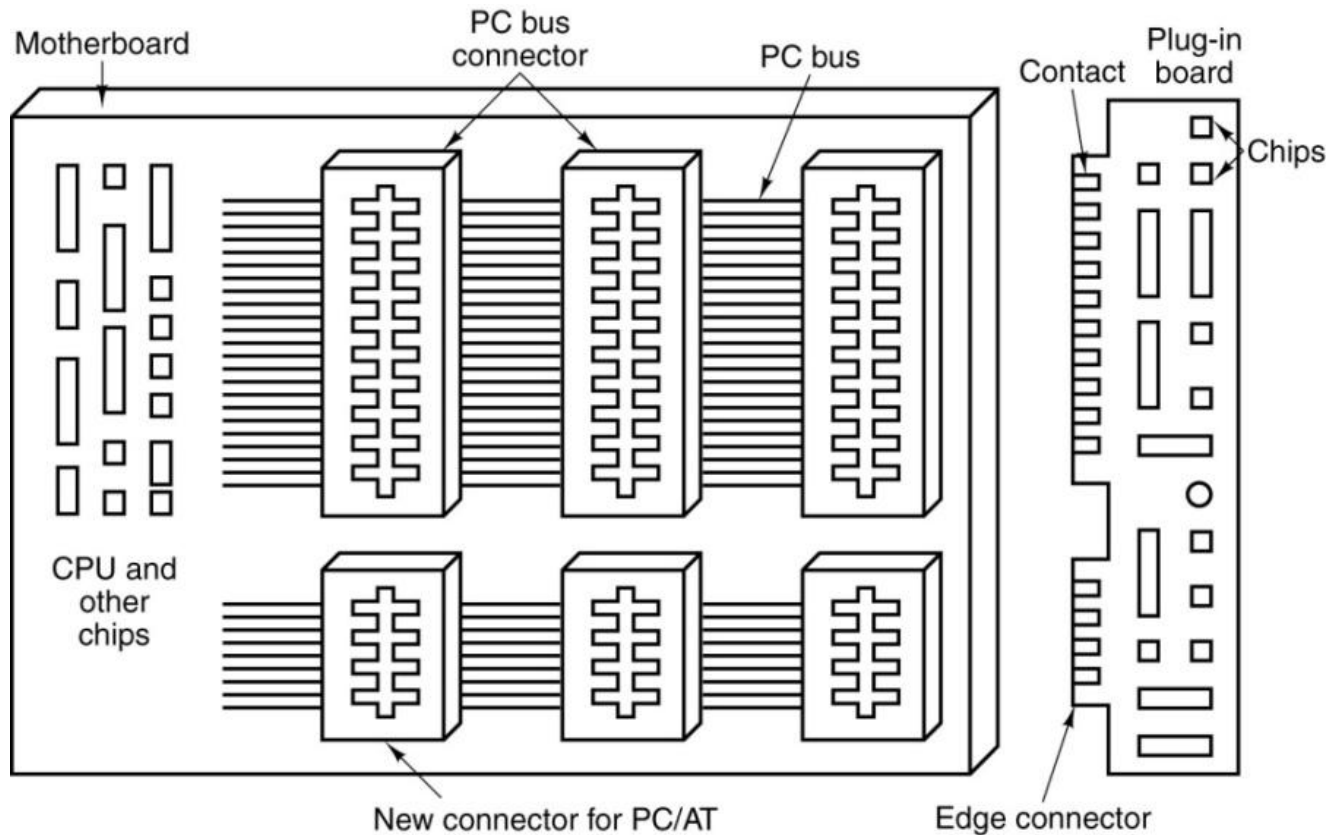 Motherboard
PC bus
connector
PC bus
Contact
Plug-in
board
Chips
CPU and
other
chips
New connector for PC/AT
Edge connector